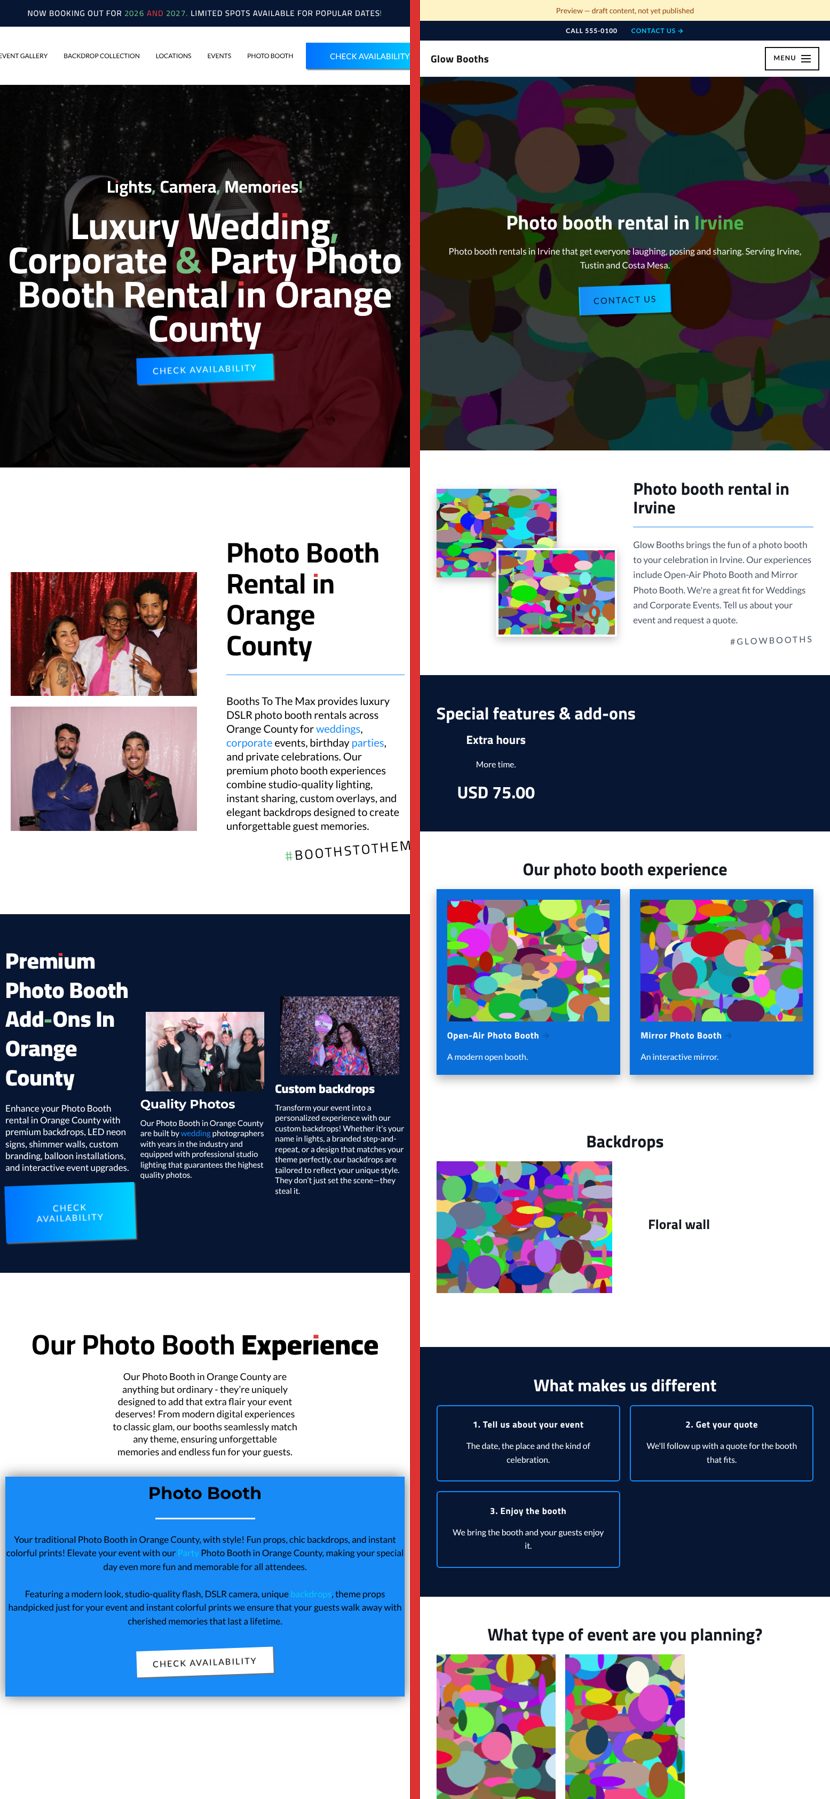 NOW BOOKING OUT FOR 2026 AND 2027. LIMITED SPOTS AVAILABLE FOR POPULAR DATES!
EVENT GALLERY BACKDROP COLLECTION LOCATIONS EVENTS PHOTO BOOTH CHECK AVAILABILITY
Lights, Camera, Memories!
Luxury Wedding,
Corporate & Party Photo
Booth Rental in Orange
County
CHECK AVAILABILITY
Photo Booth
Rental in
Orange
County
Booths To The Max provides luxury
DSLR photo booth rentals across
Orange County for weddings,
corporate events, birthday parties,
and private celebrations. Our
premium photo booth experiences
combine studio-quality lighting,
instant sharing, custom overlays, and
elegant backdrops designed to create
unforgettable guest memories.
#BOOTHSTOTHEM
Premium
Photo Booth
Add-Ons In
Orange
County
Enhance your Photo Booth
rental in Orange County with
premium backdrops, LED neon
signs, shimmer walls, custom
branding, balloon installations,
and interactive event upgrades.
CHECK
AVAILABILITY
Quality Photos
Our Photo Booth in Orange County
are built by wedding photographers
with years in the industry and
equipped with professional studio
lighting that guarantees the highest
quality photos.
Custom backdrops
Transform your event into a
personalized experience with our
custom backdrops! Whether it's your
name in lights, a branded step-and-
repeat, or a design that matches your
theme perfectly, our backdrops are
tailored to reflect your unique style.
They don't just set the scene—they
steal it.
Our Photo Booth Experience
Our Photo Booth in Orange County are
anything but ordinary - they're uniquely
designed to add that extra flair your event
deserves! From modern digital experiences
to classic glam, our booths seamlessly match
any theme, ensuring unforgettable
memories and endless fun for your guests.
Photo Booth
Your traditional Photo Booth in Orange County, with style! Fun props, chic backdrops, and instant
colorful prints! Elevate your event with our Party Photo Booth in Orange County, making your special
day even more fun and memorable for all attendees.
Featuring a modern look, studio-quality flash, DSLR camera, unique backdrops, theme props
handpicked just for your event and instant colorful prints we ensure that your guests walk away with
cherished memories that last a lifetime.
CHECK AVAILABILITY
Preview — draft content, not yet published
CALL 555-0100 CONTACT US →
Glow Booths
MENU
Photo booth rental in Irvine
Photo booth rentals in Irvine that get everyone laughing, posing and sharing. Serving Irvine,
Tustin and Costa Mesa.
CONTACT US
Photo booth rental in
Irvine
Glow Booths brings the fun of a photo booth
to your celebration in Irvine. Our experiences
include Open-Air Photo Booth and Mirror
Photo Booth. We're a great fit for Weddings
and Corporate Events. Tell us about your
event and request a quote.
#GLOWBOOTHS
Special features & add-ons
Extra hours
More time.
USD 75.00
Our photo booth experience
Open-Air Photo Booth →
A modern open booth.
Mirror Photo Booth →
An interactive mirror.
Backdrops
Floral wall
What makes us different
1. Tell us about your event
The date, the place and the kind of
celebration.
2. Get your quote
We'll follow up with a quote for the booth
that fits.
3. Enjoy the booth
We bring the booth and your guests enjoy
it.
What type of event are you planning?